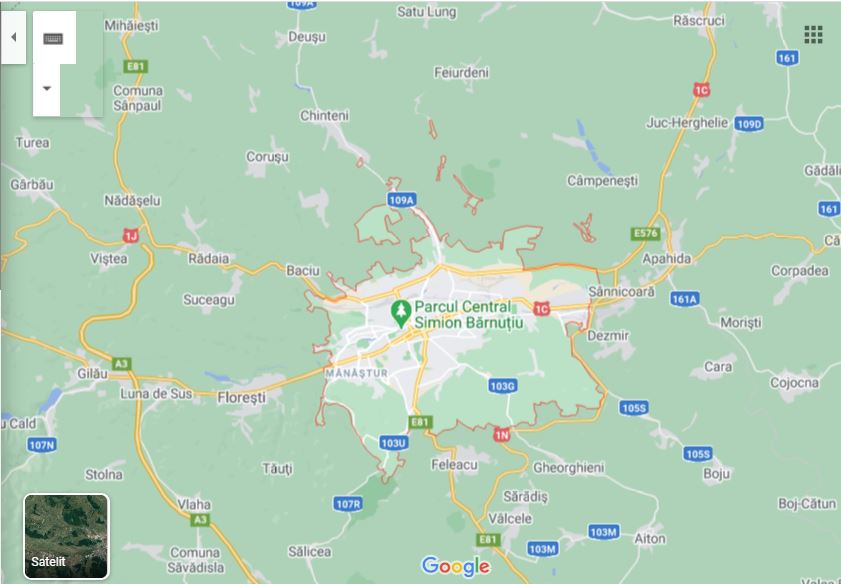 109A
Satu Lung
Mihăiești
Deușu
Răscruci
161
E81
Feiurdeni
Comuna
Sânpaul
1C
Chinteni
Juc-Herghelie
109D
Turea
Corușu
Gârbău
Câmpenești
Nădășelu
109A
161
1J
E576
Viștea
Rădaia
Baciu
Apahida
Corpadea
Suceagu
Sânnicoară
161A
Parcul Central
Simion Bărnuțiu
1C
Dezmir
Moriști
A3
Gilău
MĂNĂȘTUR
Cara
Cojocna
Luna de Sus
Florești
103G
105S
u Cald
E81
1N
107N
103U
105S
Stolna
Tăuți
Feleacu
Gheorghieni
Boju
Vlaha
107R
Sărădiș
Boj-Cătun
A3
Vâlcele
Comuna
Săvădisla
Sălicea
E81
103M
103M
Aiton
Satelit
Google